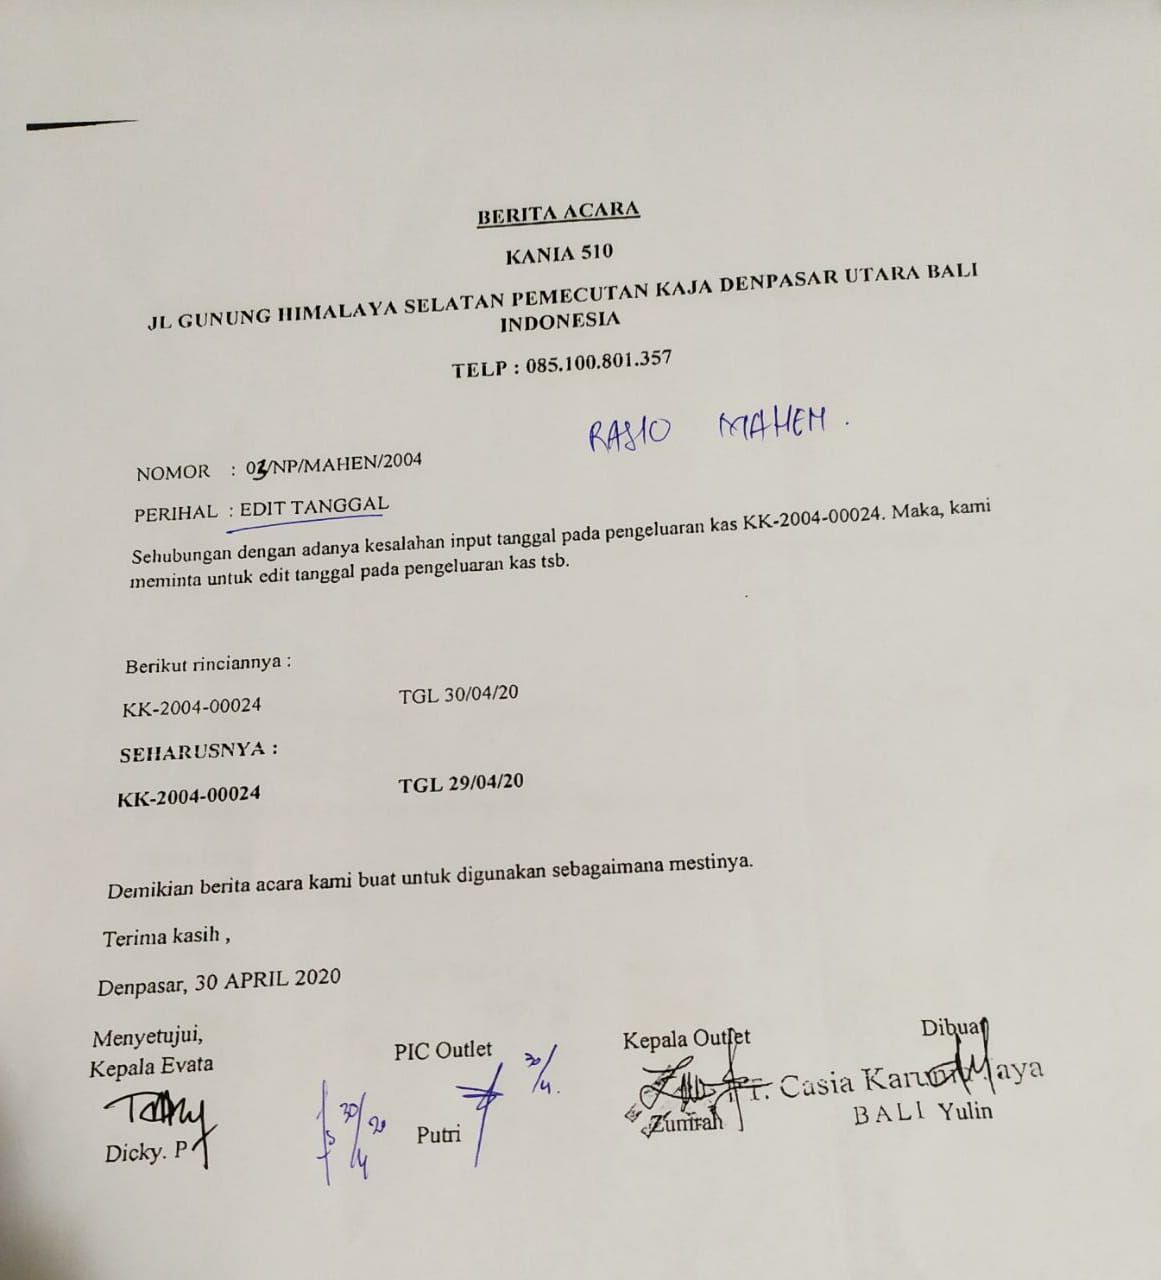 BERITA ACARA
KANIA 510
JL GUNUNG HIMALAYA SELATAN PEMECUTAN KAJA DENPASAR UTARA BALI
INDONESIA
TELP : 085.100.801.357
RASIO MAHEN.
NOMOR : 03/NP/MAHEN/2004
PERIHAL : EDIT TANGGAL
Sehubungan dengan adanya kesalahan input tanggal pada pengeluaran kas KK-2004-00024. Maka, kami
meminta untuk edit tanggal pada pengeluaran kas tsb.
Berikut rinciannya :
KK-2004-00024 TGL 30/04/20
SEHARUSNYA :
KK-2004-00024 TGL 29/04/20
Demikian berita acara kami buat untuk digunakan sebagaimana mestinya.
Terima kasih ,
Denpasar, 30 APRIL 2020
Menyetujui,
Kepala Evata PIC Outlet Kepala Outlet Dibuat
30/4 20 30/4.
PT. Casia Karunia Jaya
BALI
Dicky. P Putri Zumrah Yulin